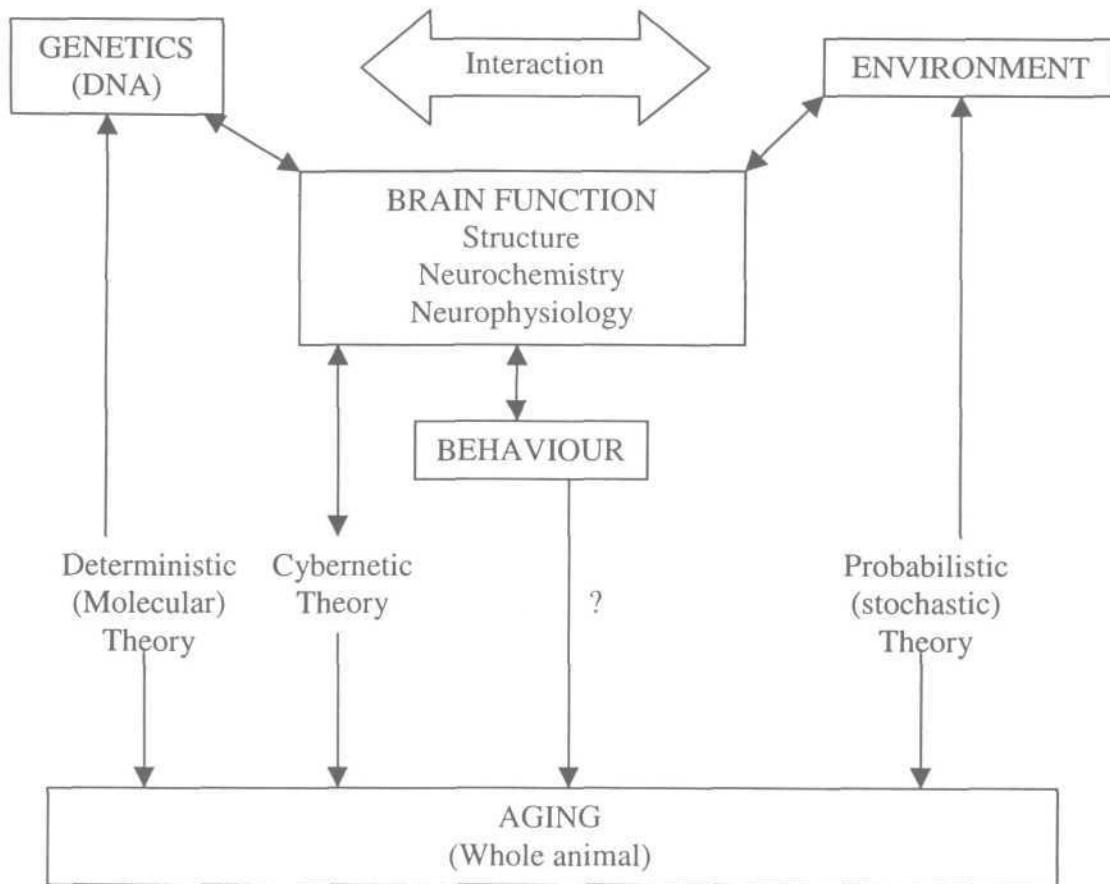 GENETICS
(DNA)
Interaction
ENVIRONMENT
BRAIN FUNCTION
Structure
Neurochemistry
Neurophysiology
BEHAVIOUR
Deterministic
(Molecular)
Theory
Cybernetic
Theory
?
Probabilistic
(stochastic)
Theory
AGING
(Whole animal)